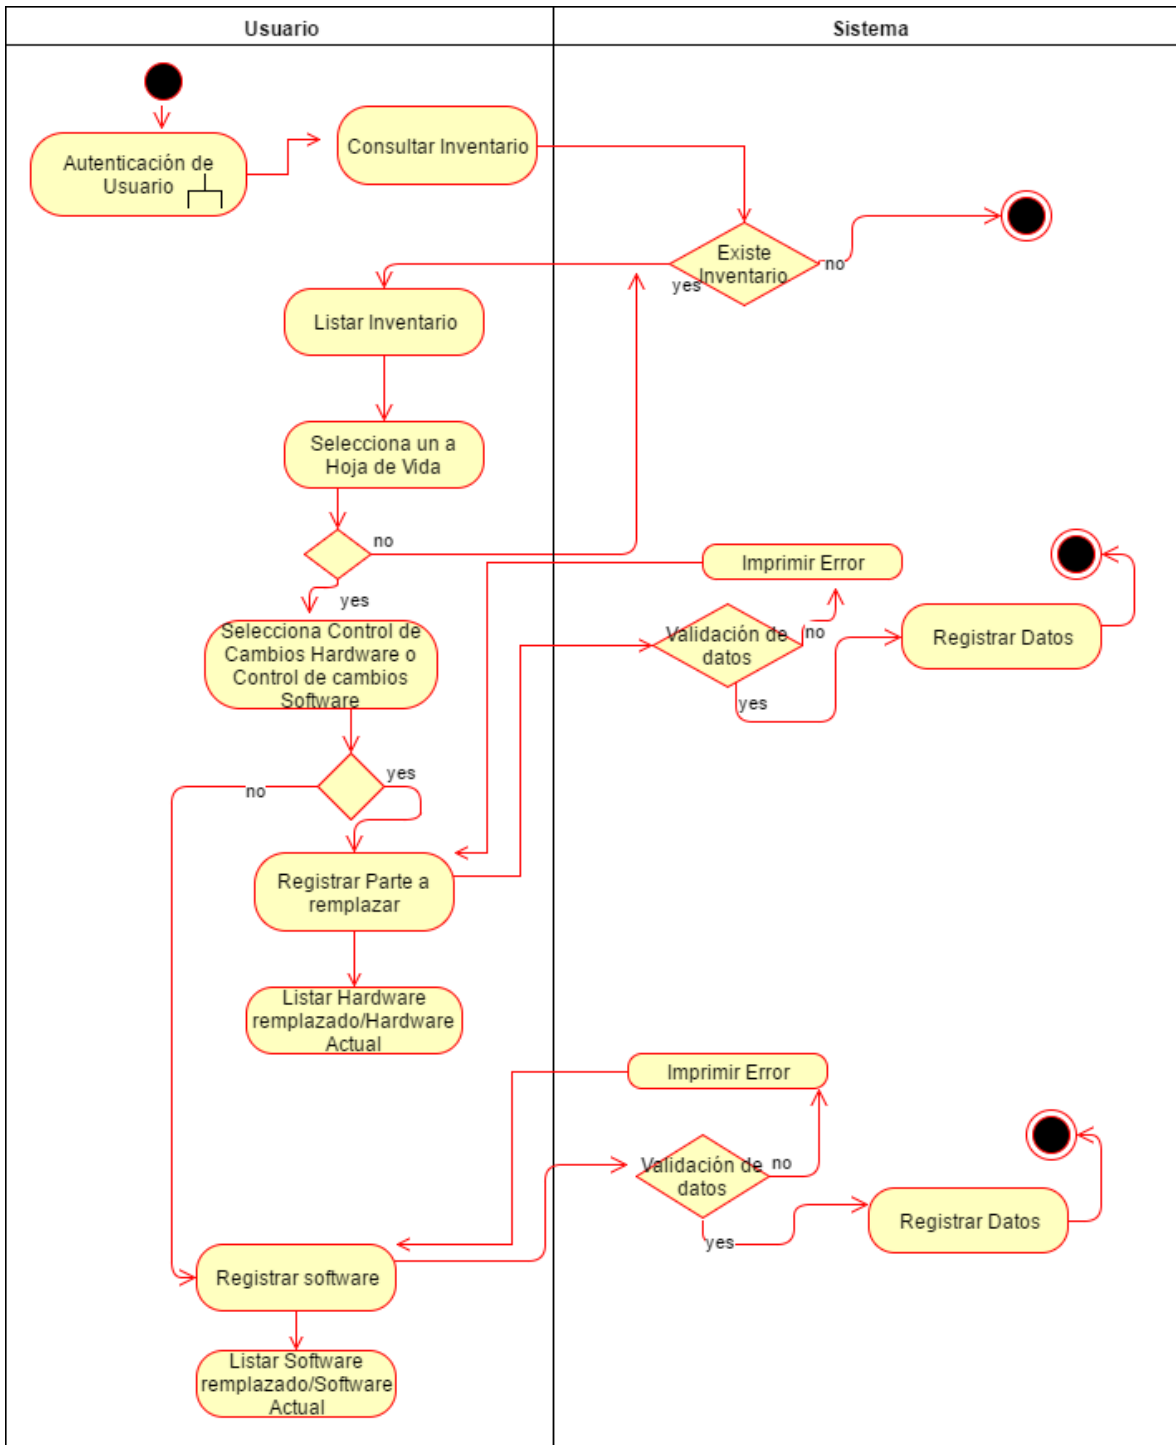 Usuario
Sistema
Autenticación de
Usuario
Consultar Inventario
Existe
Inventario
no
yes
Listar Inventario
Selecciona un a
Hoja de Vida
no
yes
Imprimir Error
Validación de
datos
no
yes
Registrar Datos
Selecciona Control de
Cambios Hardware o
Control de cambios
Software
yes
no
Registrar Parte a
remplazar
Listar Hardware
remplazado/Hardware
Actual
Imprimir Error
Validación de
datos
no
yes
Registrar Datos
Registrar software
Listar Software
remplazado/Software
Actual